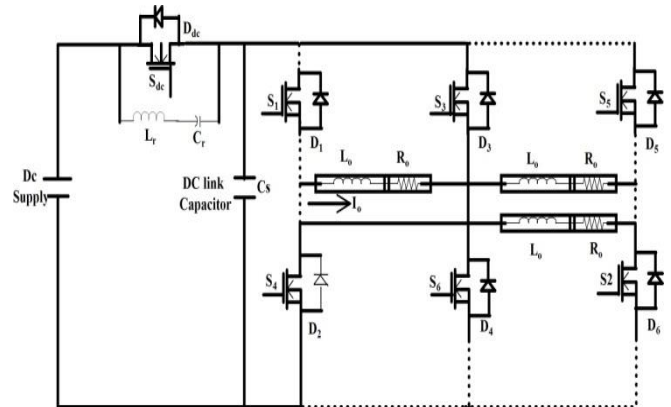 Ddc
Sdc
Lr Cr
S1
S3
S5
D1
D3
D5
Lo Ro
Lo Ro
Dc
Supply
DC link
Capacitor
Cs
Io
Lo Ro
S4
S6
S2
D2
D4
D6